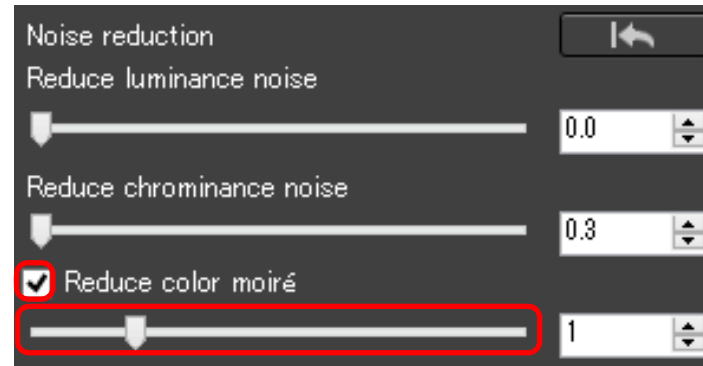 Noise reduction
Reduce luminance noise
0.0
Reduce chrominance noise
0.3
Reduce color moiré
1